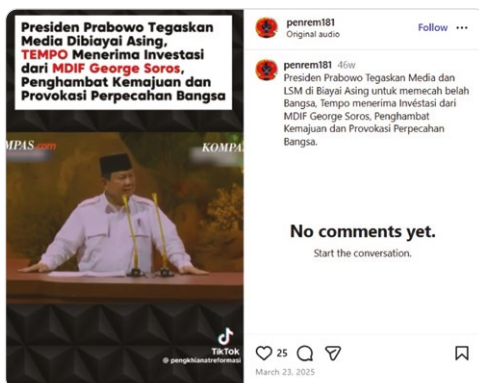 Presiden Prabowo Tegaskan
Media Dibiayai Asing,
TEMPO Menerima Investasi
dari MDIF George Soros,
Penghambat Kemajuan dan
Provokasi Perpecahan Bangsa
MPAS.com
KOMPA
TikTok
@ pengkhianatreformasi
penrem181
Original audio
Follow
penrem181 46w
Presiden Prabowo Tegaskan Media dan
LSM di Biayai Asing untuk memecah belah
Bangsa, Tempo menerima Invéstasi dari
MDIF George Soros, Penghambat
Kemajuan dan Provokasi Perpecahan
Bangsa.
No comments yet.
Start the conversation.
25
March 23, 2025